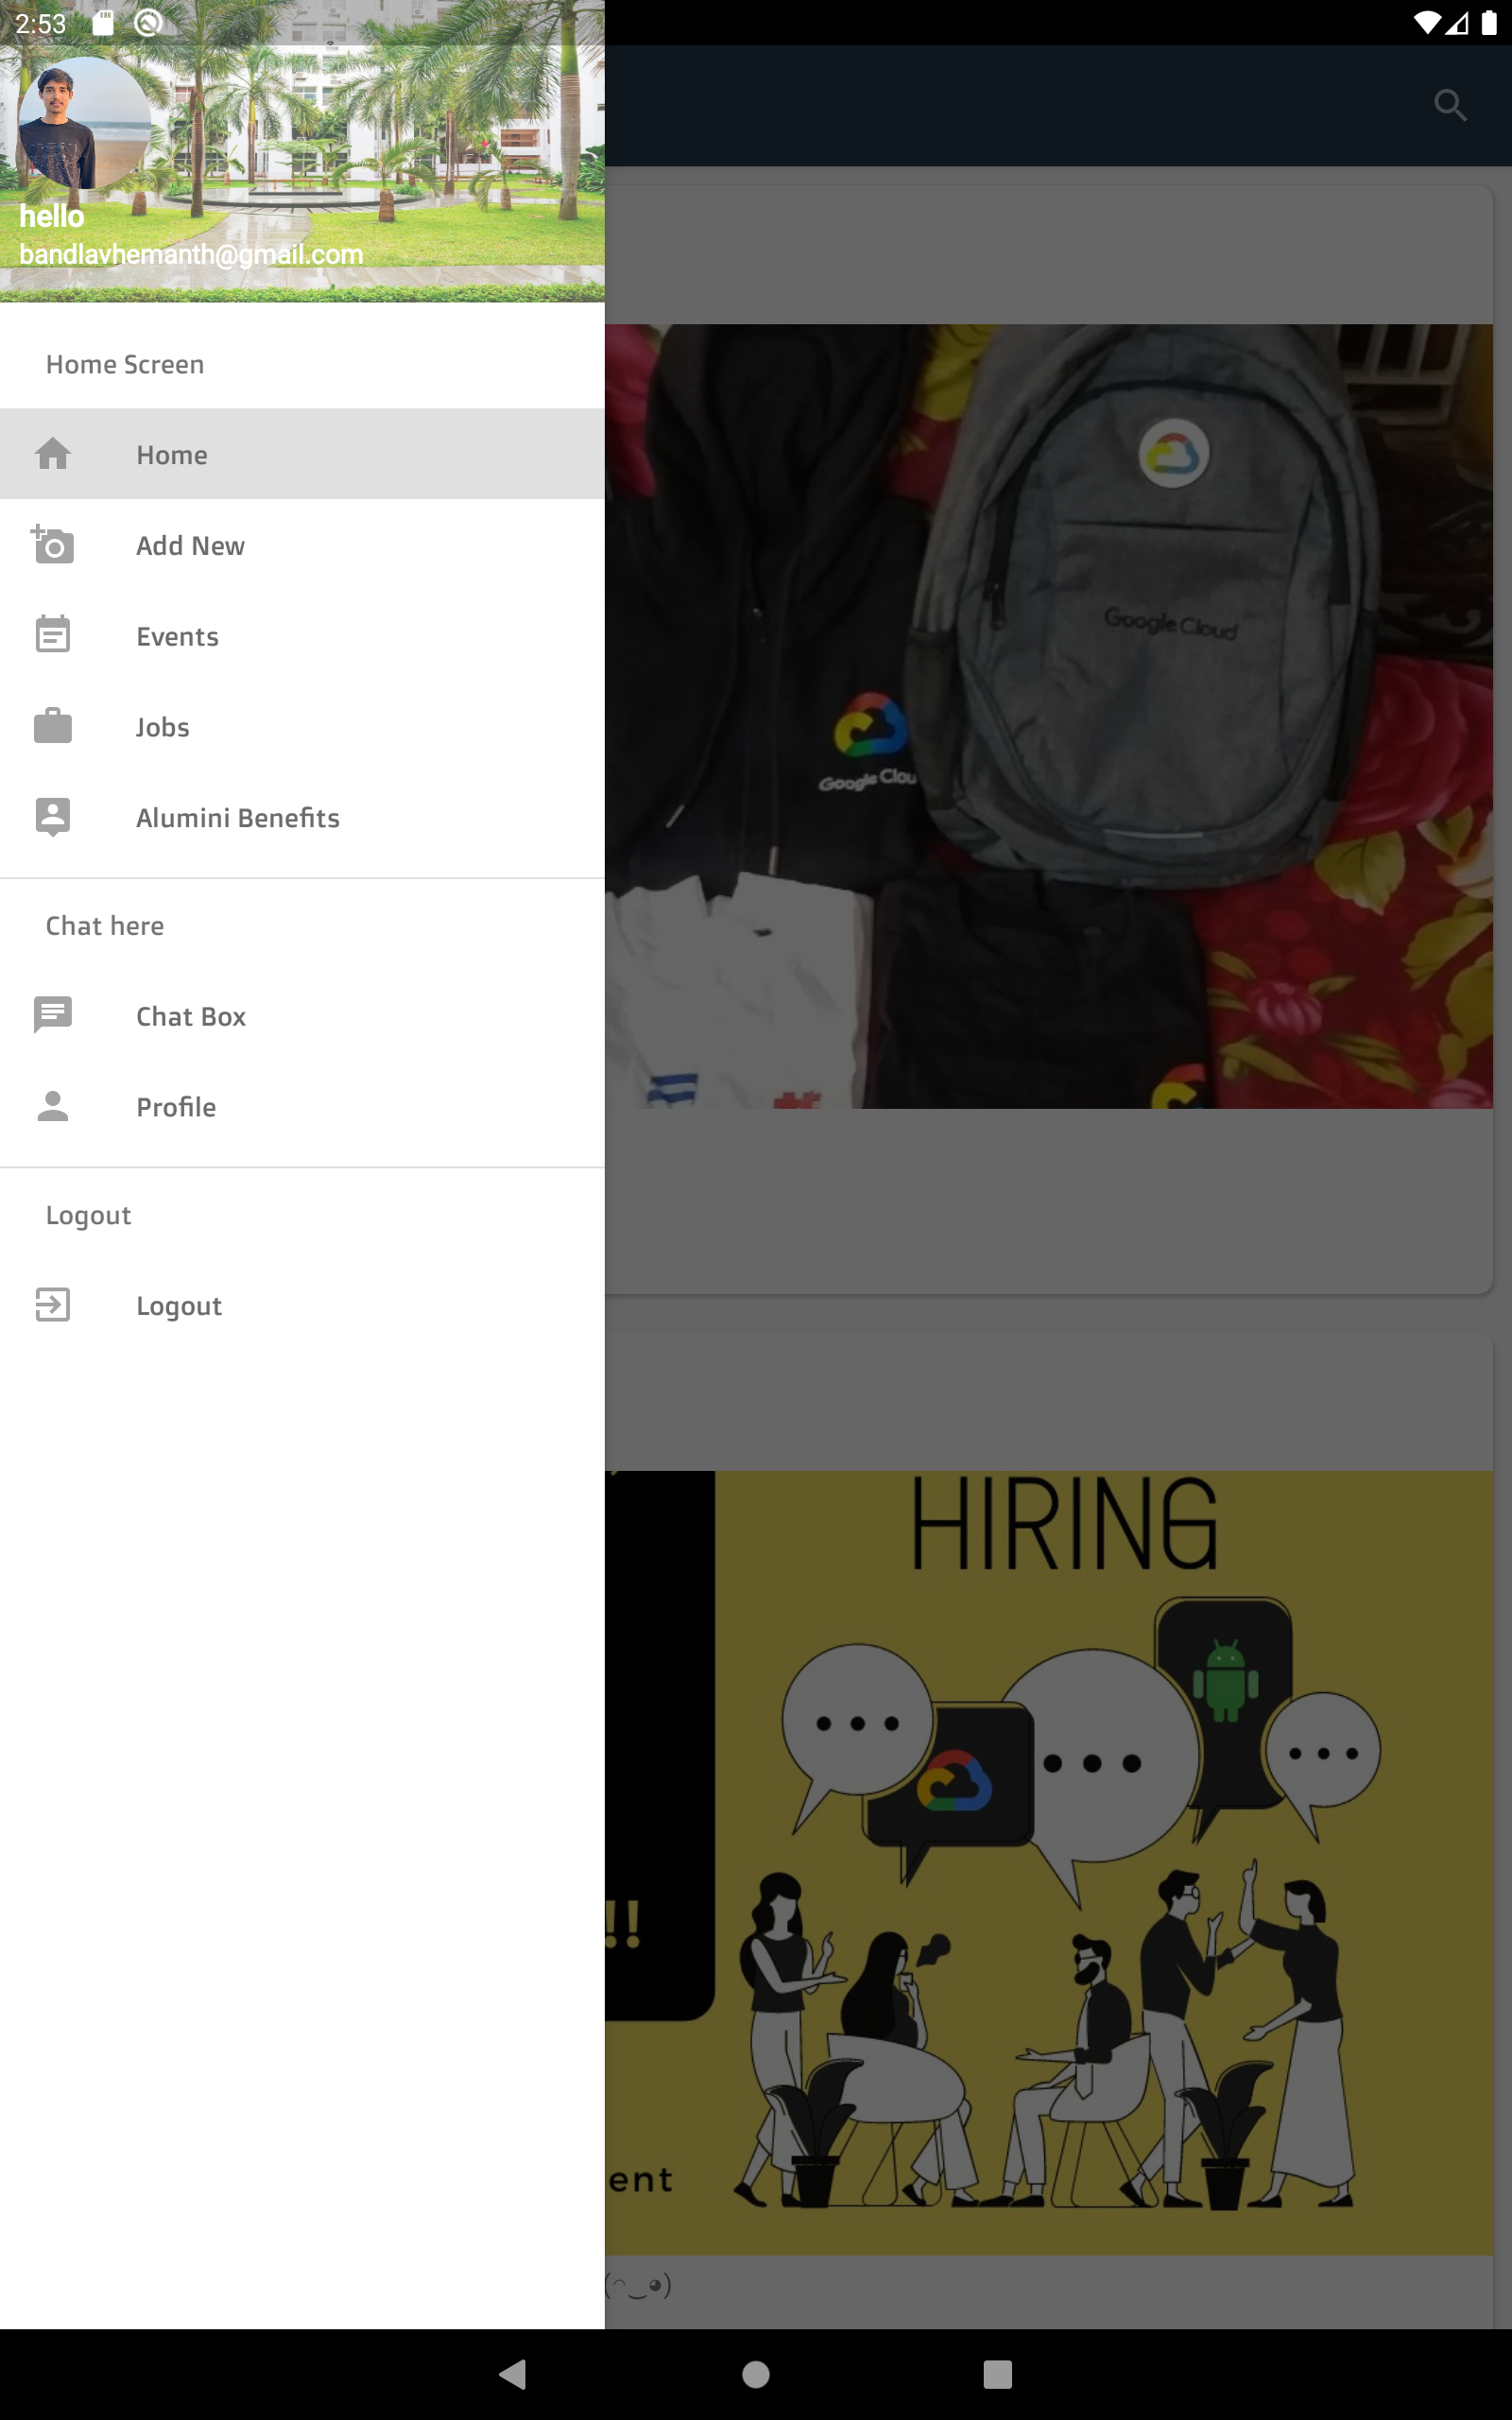 2:53
hello
bandlavhemanth@gmail.com
Home Screen
Home
Add New
Events
Jobs
Alumini Benefits
Chat here
Chat Box
Profile
Logout
Logout
Google Cloud
Google Clou
HIRING
!!
ent